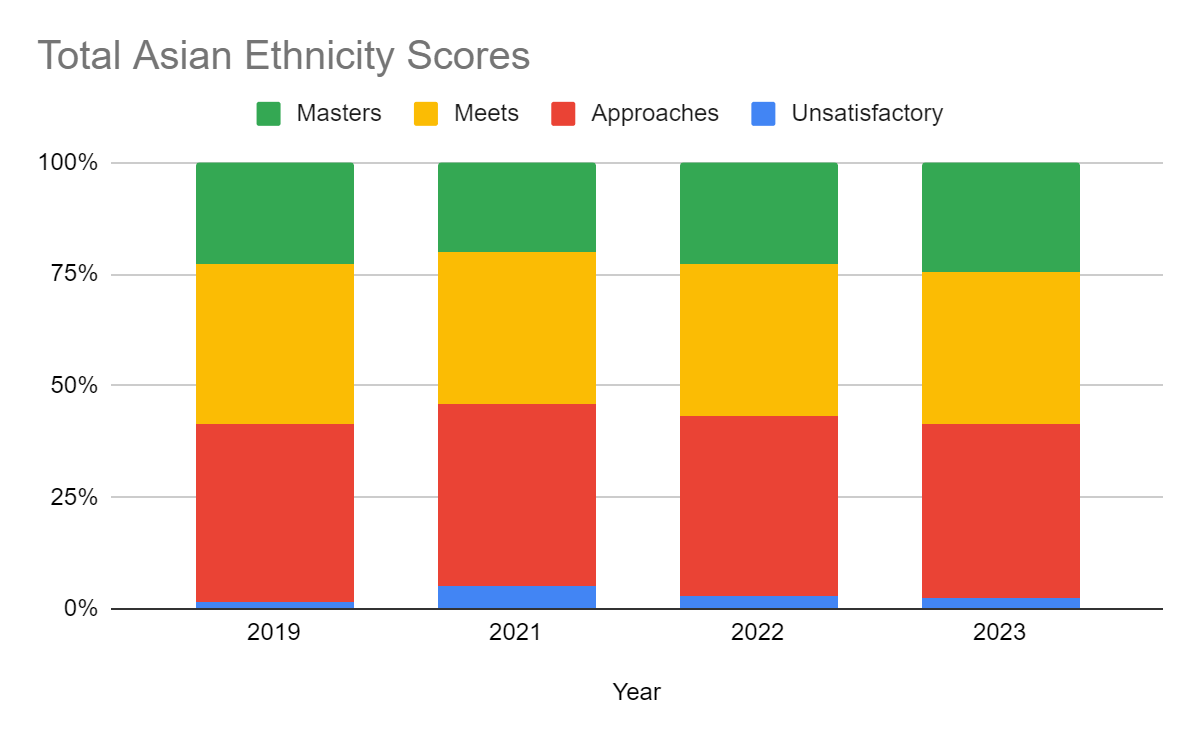 Total Asian Ethnicity Scores
Masters Meets Approaches Unsatisfactory
100%
75%
50%
25%
0%
2019 2021 2022 2023
Year